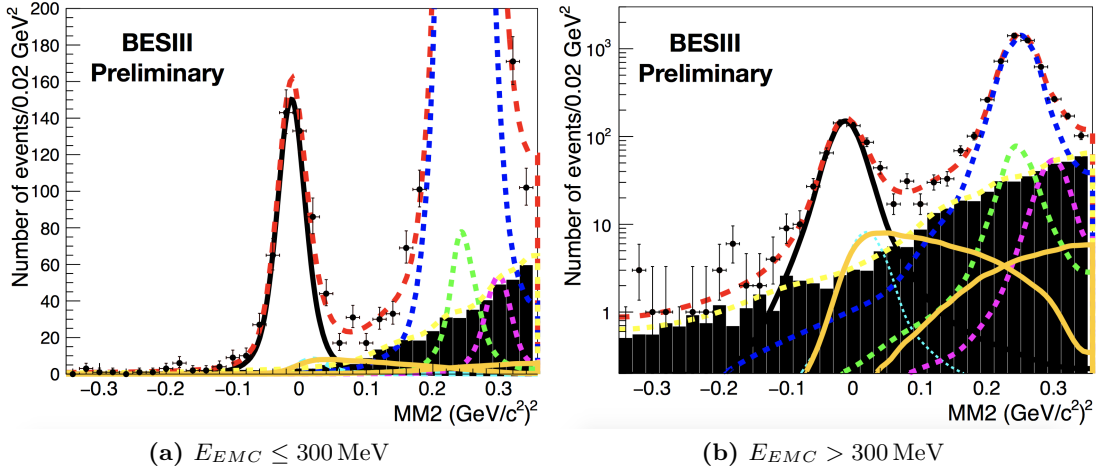 200
180
160
140
120
100
80
60
40
20
0
Number of events/0.02 GeV²
BESIII
Preliminary
−0.3 −0.2 −0.1 0 0.1 0.2 0.3
MM2 (GeV/c²)²
(a) E_EMC ≤ 300 MeV
10³
10²
10
1
Number of events/0.02 GeV²
BESIII
Preliminary
−0.3 −0.2 −0.1 0 0.1 0.2 0.3
MM2 (GeV/c²)²
(b) E_EMC > 300 MeV